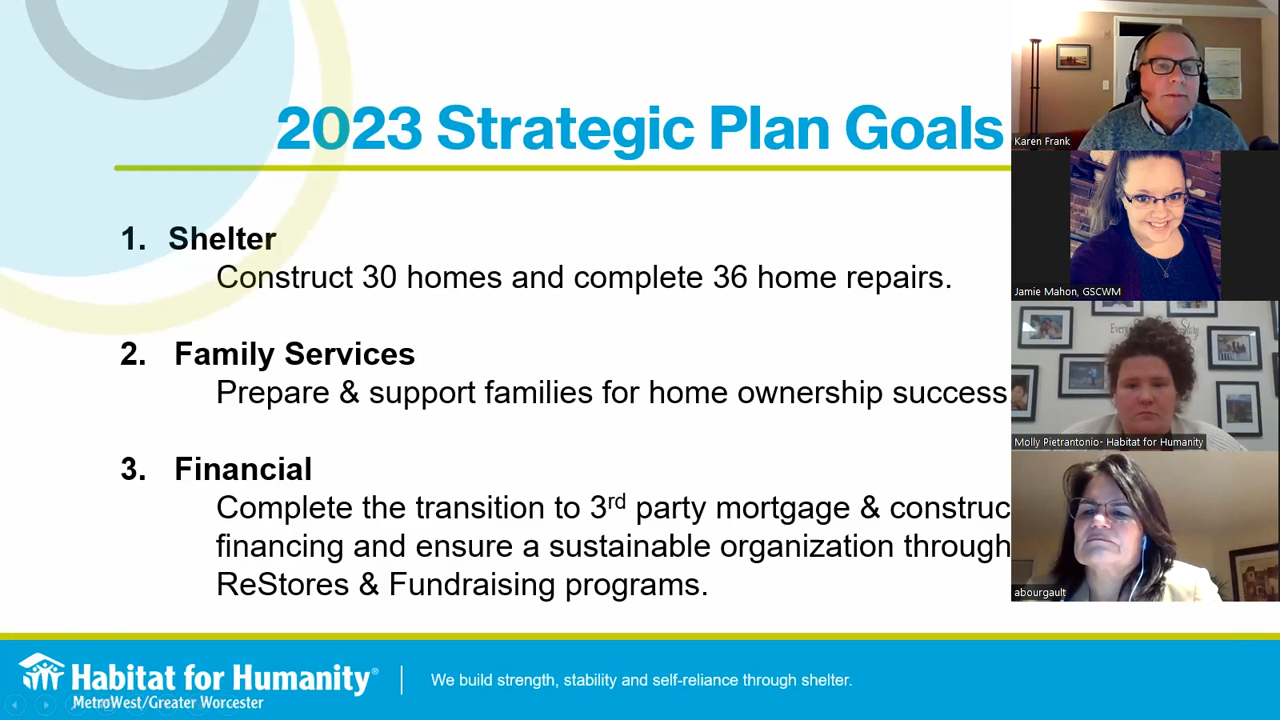 2023 Strategic Plan Goals
1. Shelter
Construct 30 homes and complete 36 home repairs.
2. Family Services
Prepare & support families for home ownership success
3. Financial
Complete the transition to 3rd party mortgage & construc
financing and ensure a sustainable organization through
ReStores & Fundraising programs.
Habitat for Humanity®
MetroWest/Greater Worcester
We build strength, stability and self-reliance through shelter.
Karen Frank
Jamie Mahon, GSCWM
Every Story
Molly Pietrantonio- Habitat for Humanity
abourgault